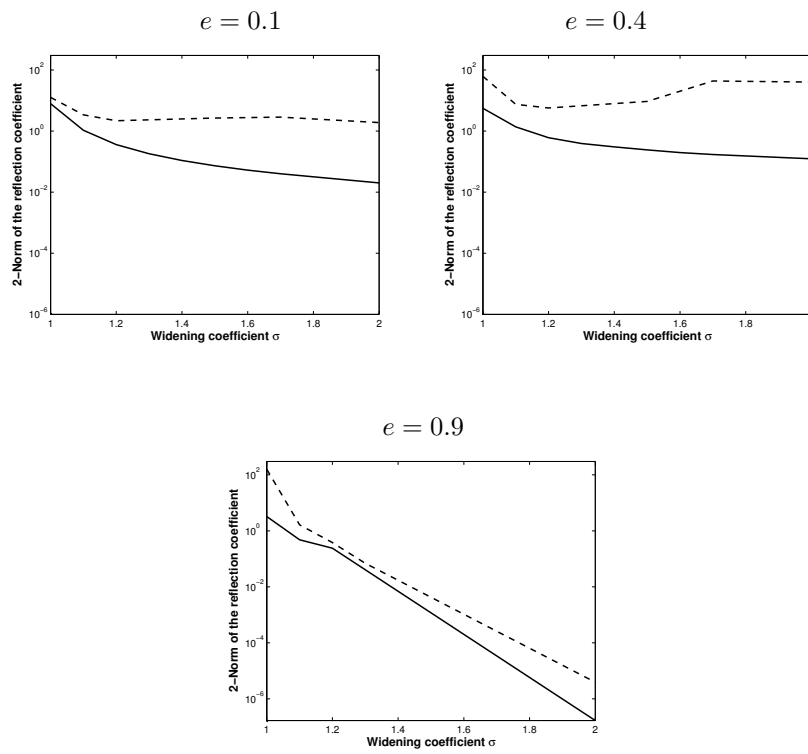 e = 0.1
10^2
10^0
10^-2
10^-4
10^-6
2−Norm of the reflection coefficient
1 1.2 1.4 1.6 1.8 2
Widening coefficient σ
e = 0.4
10^2
10^0
10^-2
10^-4
10^-6
2−Norm of the reflection coefficient
1 1.2 1.4 1.6 1.8
Widening coefficient σ
e = 0.9
10^2
10^0
10^-2
10^-4
10^-6
2−Norm of the reflection coefficient
1 1.2 1.4 1.6 1.8 2
Widening coefficient σ